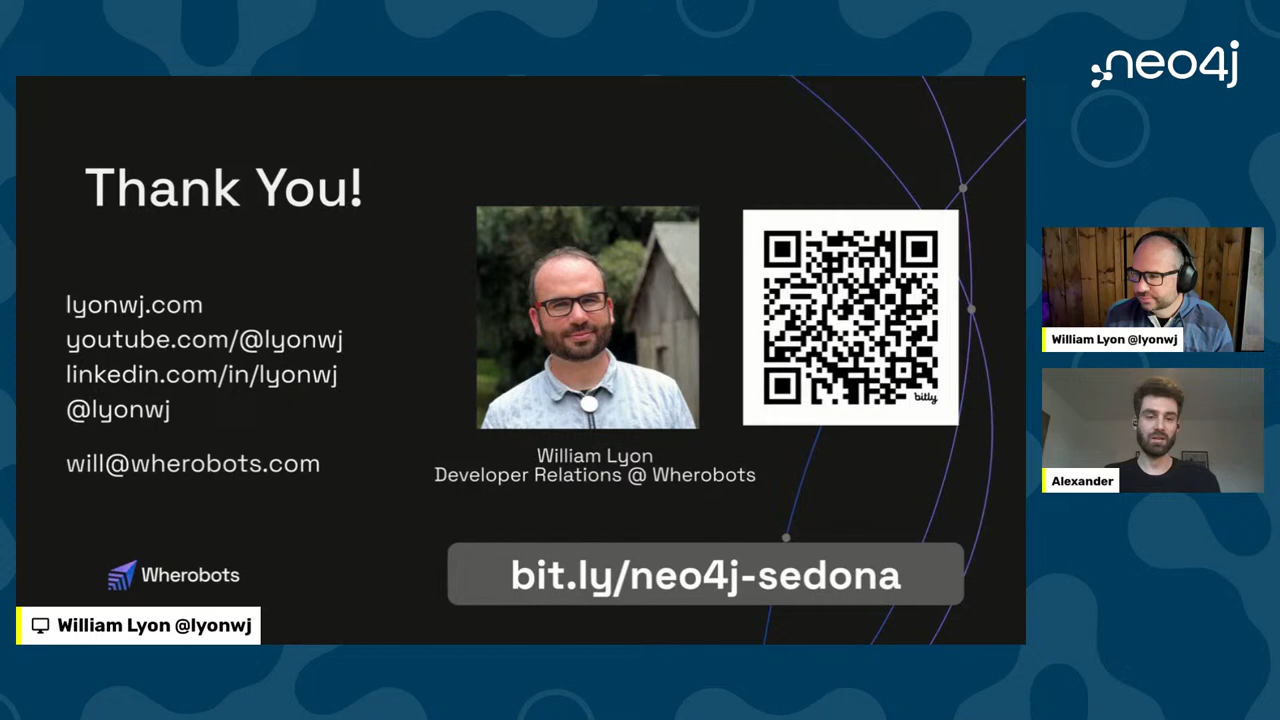 neo4j
Thank You!
lyonwj.com
youtube.com/@lyonwj
linkedin.com/in/lyonwj
@lyonwj
will@wherobots.com
bitly
William Lyon
Developer Relations @ Wherobots
bit.ly/neo4j-sedona
Wherobots
William Lyon @lyonwj
William Lyon @lyonwj
Alexander